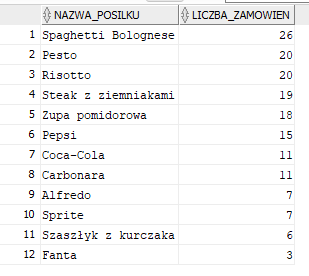 NAZWA_POSILKU LICZBA_ZAMOWIEN
1 Spaghetti Bolognese 26
2 Pesto 20
3 Risotto 20
4 Steak z ziemniakami 19
5 Zupa pomidorowa 18
6 Pepsi 15
7 Coca-Cola 11
8 Carbonara 11
9 Alfredo 7
10 Sprite 7
11 Szaszłyk z kurczaka 6
12 Fanta 3